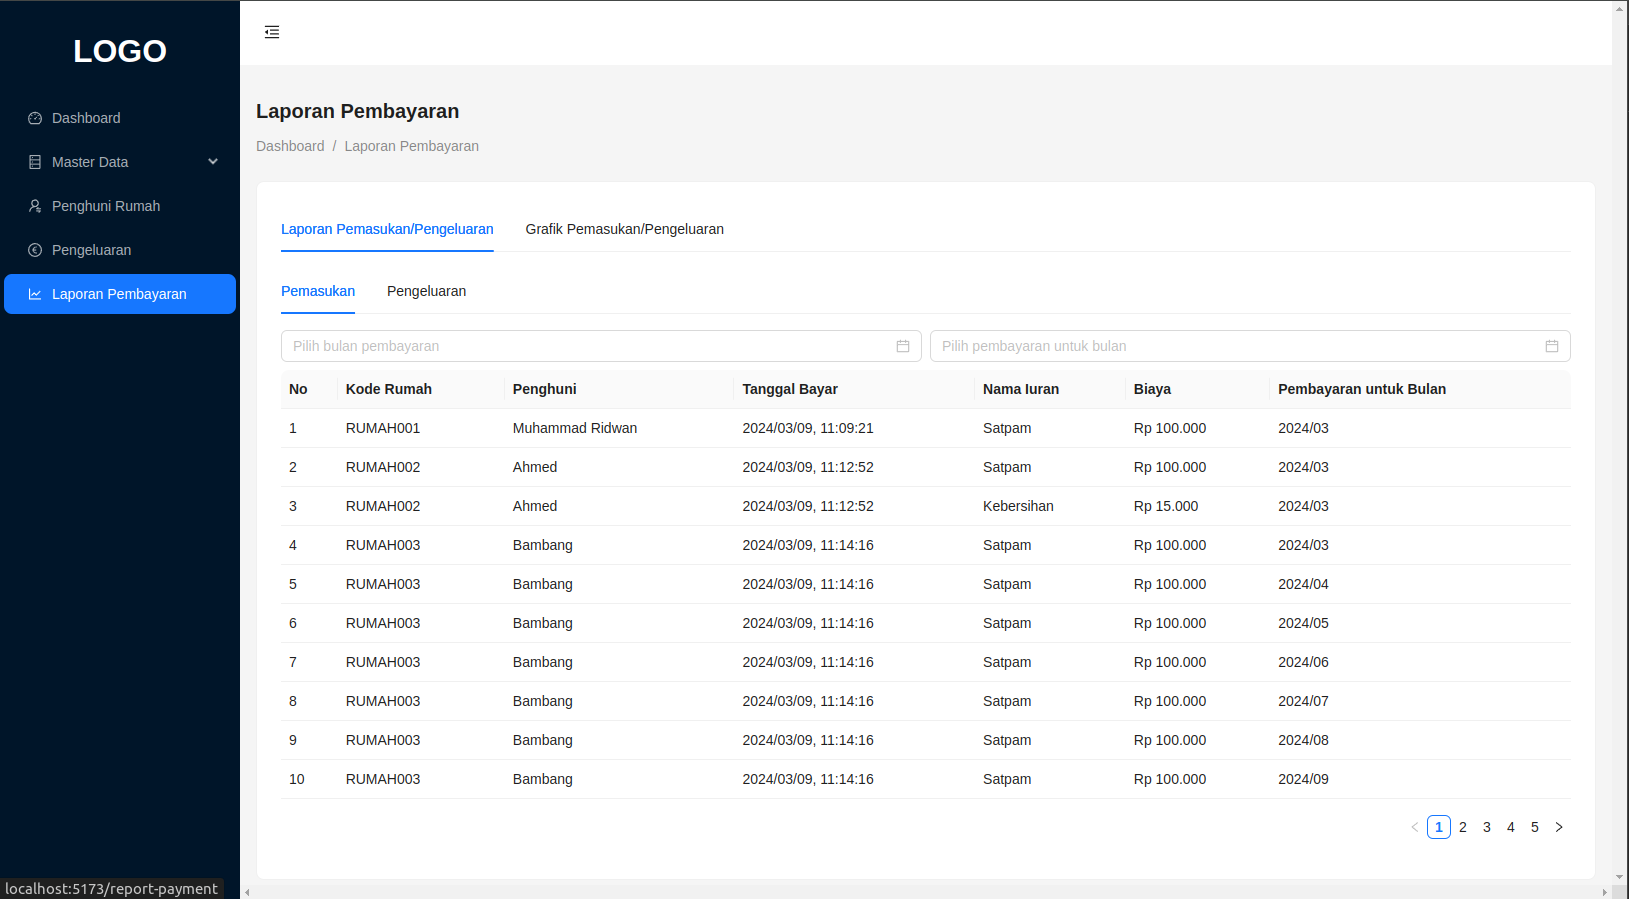 LOGO
Dashboard
Master Data
Penghuni Rumah
Pengeluaran
Laporan Pembayaran
Laporan Pembayaran
Dashboard / Laporan Pembayaran
Laporan Pemasukan/Pengeluaran Grafik Pemasukan/Pengeluaran
Pemasukan Pengeluaran
Pilih bulan pembayaran Pilih pembayaran untuk bulan
No Kode Rumah Penghuni Tanggal Bayar Nama Iuran Biaya Pembayaran untuk Bulan
1 RUMAH001 Muhammad Ridwan 2024/03/09, 11:09:21 Satpam Rp 100.000 2024/03
2 RUMAH002 Ahmed 2024/03/09, 11:12:52 Satpam Rp 100.000 2024/03
3 RUMAH002 Ahmed 2024/03/09, 11:12:52 Kebersihan Rp 15.000 2024/03
4 RUMAH003 Bambang 2024/03/09, 11:14:16 Satpam Rp 100.000 2024/03
5 RUMAH003 Bambang 2024/03/09, 11:14:16 Satpam Rp 100.000 2024/04
6 RUMAH003 Bambang 2024/03/09, 11:14:16 Satpam Rp 100.000 2024/05
7 RUMAH003 Bambang 2024/03/09, 11:14:16 Satpam Rp 100.000 2024/06
8 RUMAH003 Bambang 2024/03/09, 11:14:16 Satpam Rp 100.000 2024/07
9 RUMAH003 Bambang 2024/03/09, 11:14:16 Satpam Rp 100.000 2024/08
10 RUMAH003 Bambang 2024/03/09, 11:14:16 Satpam Rp 100.000 2024/09
1 2 3 4 5
localhost:5173/report-payment